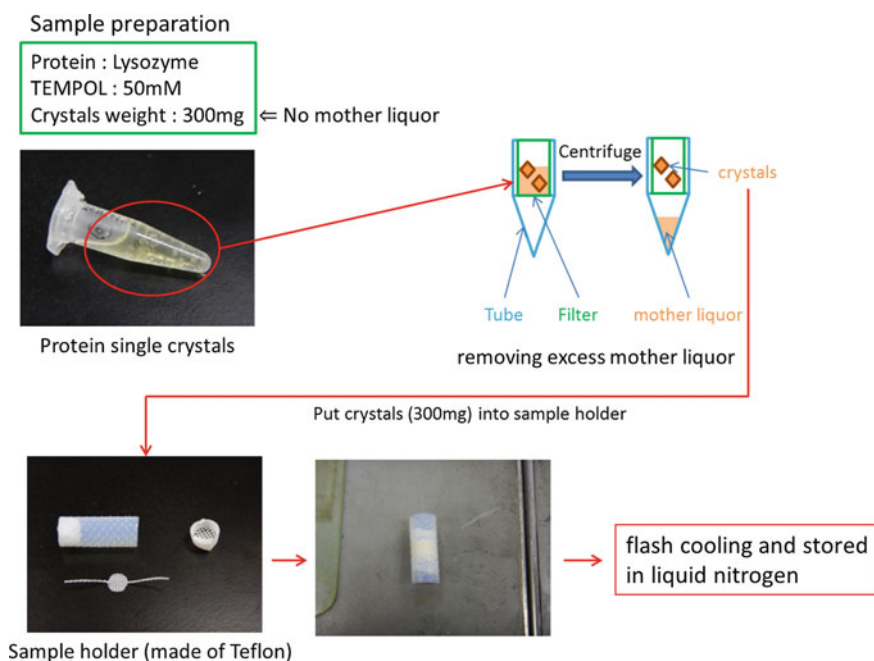 Sample preparation
Protein : Lysozyme
TEMPOL : 50mM
Crystals weight : 300mg ⇐ No mother liquor
Centrifuge
crystals
Tube
Filter
mother liquor
Protein single crystals
removing excess mother liquor
Put crystals (300mg) into sample holder
flash cooling and stored
in liquid nitrogen
Sample holder (made of Teflon)